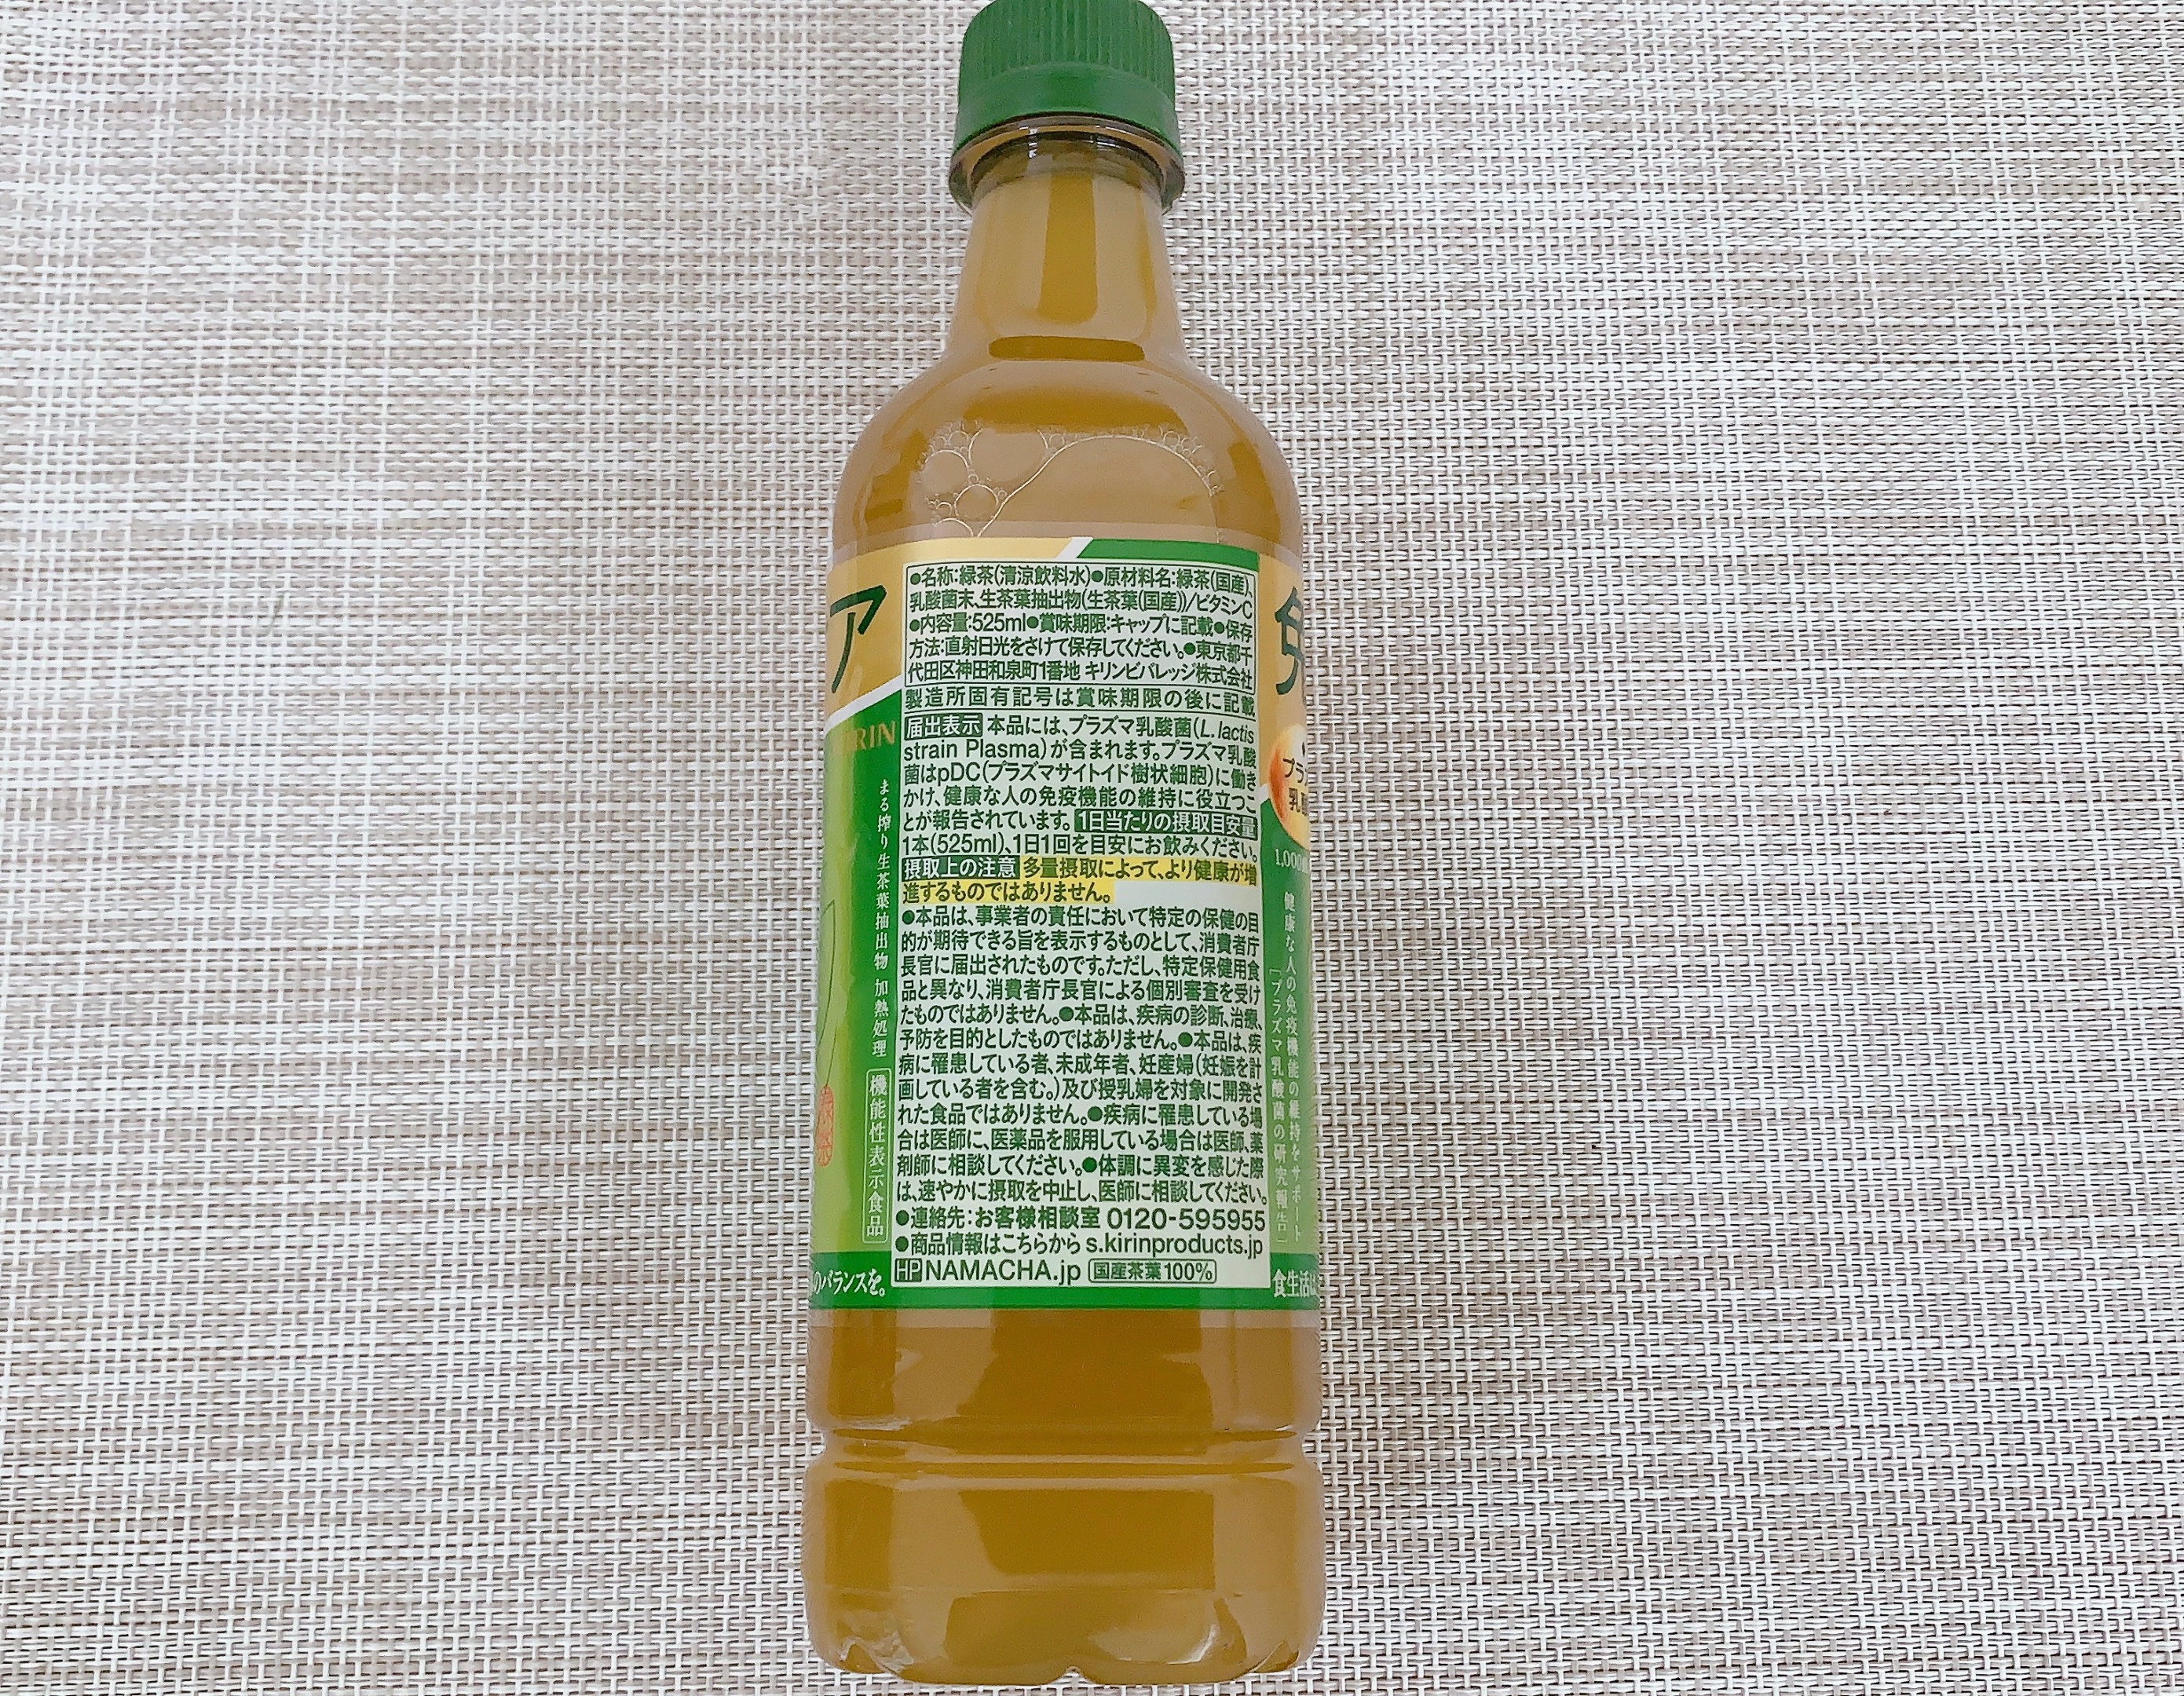 ●名称:緑茶(清涼飲料水)●原材料名:緑茶(国産)、
乳酸菌末、生茶葉抽出物(生茶葉(国産))/ビタミンC
●内容量:525ml●賞味期限:キャップに記載●保存
方法:直射日光をさけて保存してください。●東京都千
代田区神田和泉町1番地 キリンビバレッジ株式会社
製造所固有記号は賞味期限の後に記載
届出表示 本品には、プラズマ乳酸菌(L. lactis
strain Plasma)が含まれます。プラズマ乳酸
菌はpDC(プラズマサイトイド樹状細胞)に働き
かけ、健康な人の免疫機能の維持に役立つこ
とが報告されています。 1日当たりの摂取目安量
1本(525ml)、1日1回を目安にお飲みください。
摂取上の注意 多量摂取によって、より健康が増
進するものではありません。
●本品は、事業者の責任において特定の保健の目
的が期待できる旨を表示するものとして、消費者庁
長官に届出されたものです。ただし、特定保健用食
品と異なり、消費者庁長官による個別審査を受け
たものではありません。●本品は、疾病の診断、治療、
予防を目的としたものではありません。●本品は、疾
病に罹患している者、未成年者、妊産婦(妊娠を計
画している者を含む。)及び授乳婦を対象に開発さ
れた食品ではありません。●疾病に罹患している場
合は医師に、医薬品を服用している場合は医師、薬
剤師に相談してください。●体調に異変を感じた際
は、速やかに摂取を中止し、医師に相談してください。
●連絡先:お客様相談室 0120-595955
●商品情報はこちらから s.kirinproducts.jp
HP NAMACHA.jp 国産茶葉100%
ア
RIN
まる搾り生茶葉抽出物 加熱処理
機能性表示食品
のバランスを。
免
プラ
乳
1,000
健康な人の免疫機能の維持をサポート
[プラズマ乳酸菌の研究報告]
食生活は